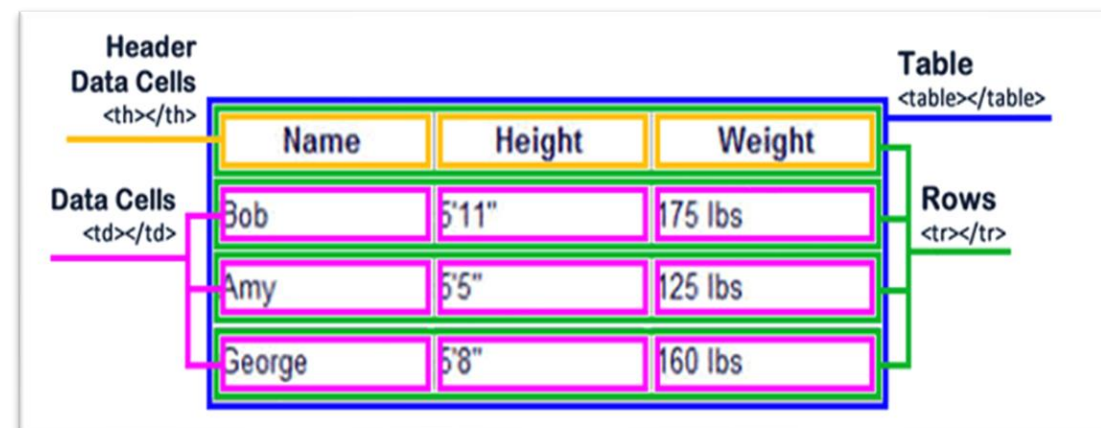 Header
Data Cells
<th></th>
Table
<table></table>
Name Height Weight
Data Cells
<td></td>
Rows
<tr></tr>
Bob 5'11" 175 lbs
Amy 5'5" 125 lbs
George 5'8" 160 lbs